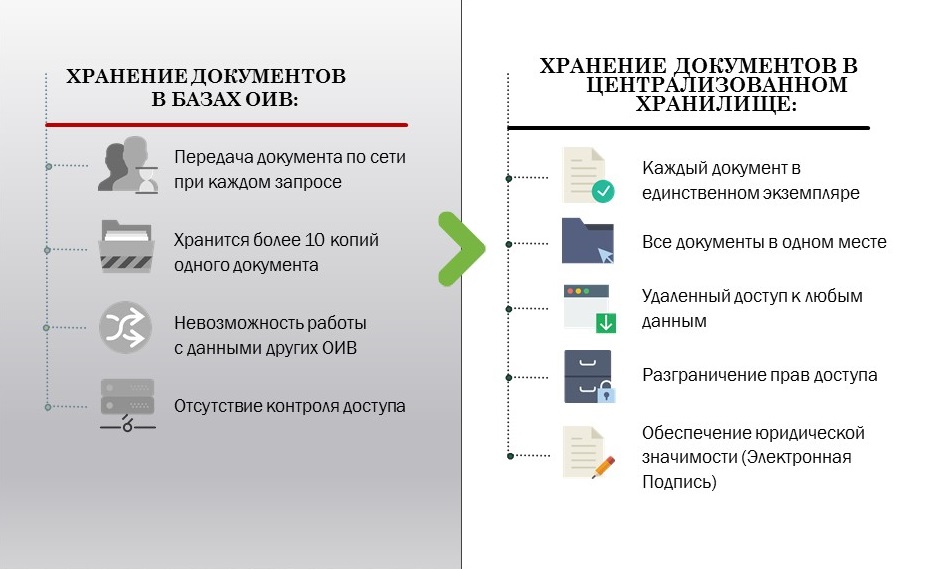 ХРАНЕНИЕ ДОКУМЕНТОВ
В БАЗАХ ОИВ:
Передача документа по сети
при каждом запросе
Хранится более 10 копий
одного документа
Невозможность работы
с данными других ОИВ
Отсутствие контроля доступа
ХРАНЕНИЕ ДОКУМЕНТОВ В
ЦЕНТРАЛИЗОВАННОМ
ХРАНИЛИЩЕ:
Каждый документ в
единственном экземпляре
Все документы в одном месте
Удаленный доступ к любым
данным
Разграничение прав доступа
Обеспечение юридической
значимости (Электронная
Подпись)